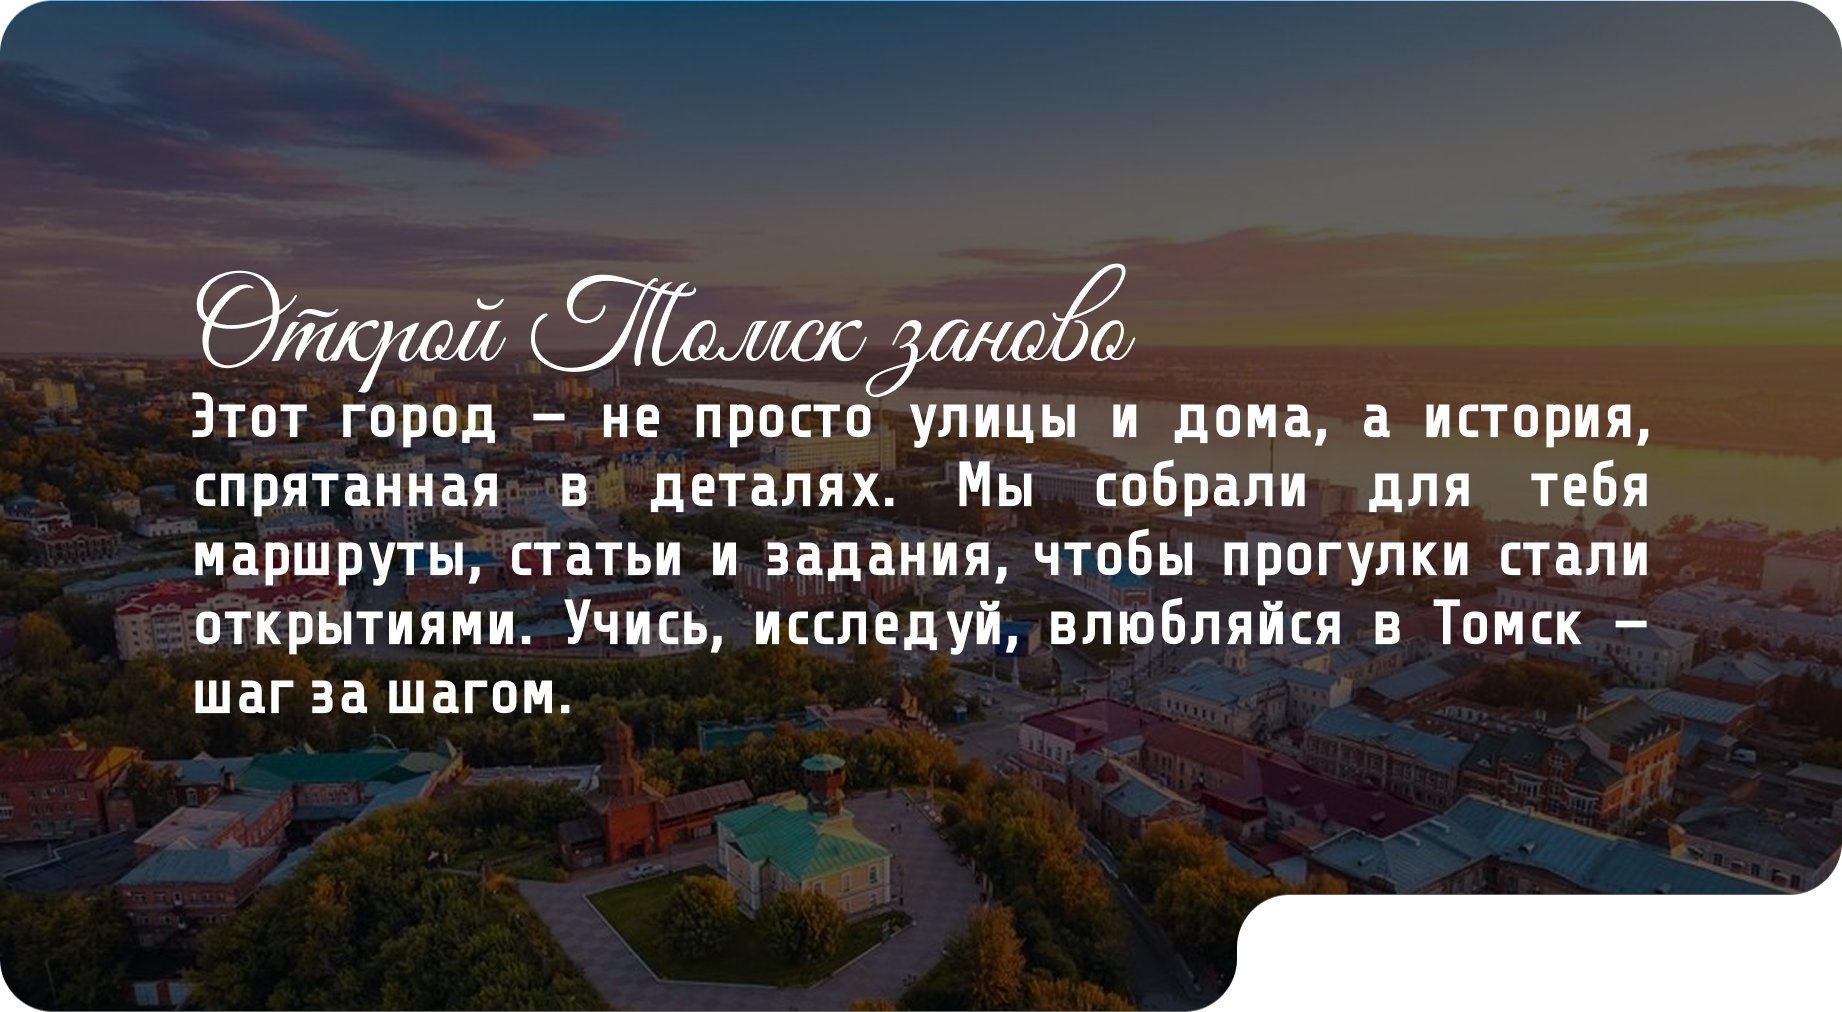 Открой Томск заново
Этот город – не просто улицы и дома, а история,
спрятанная в деталях. Мы собрали для тебя
маршруты, статьи и задания, чтобы прогулки стали
открытиями. Учись, исследуй, влюбляйся в Томск –
шаг за шагом.